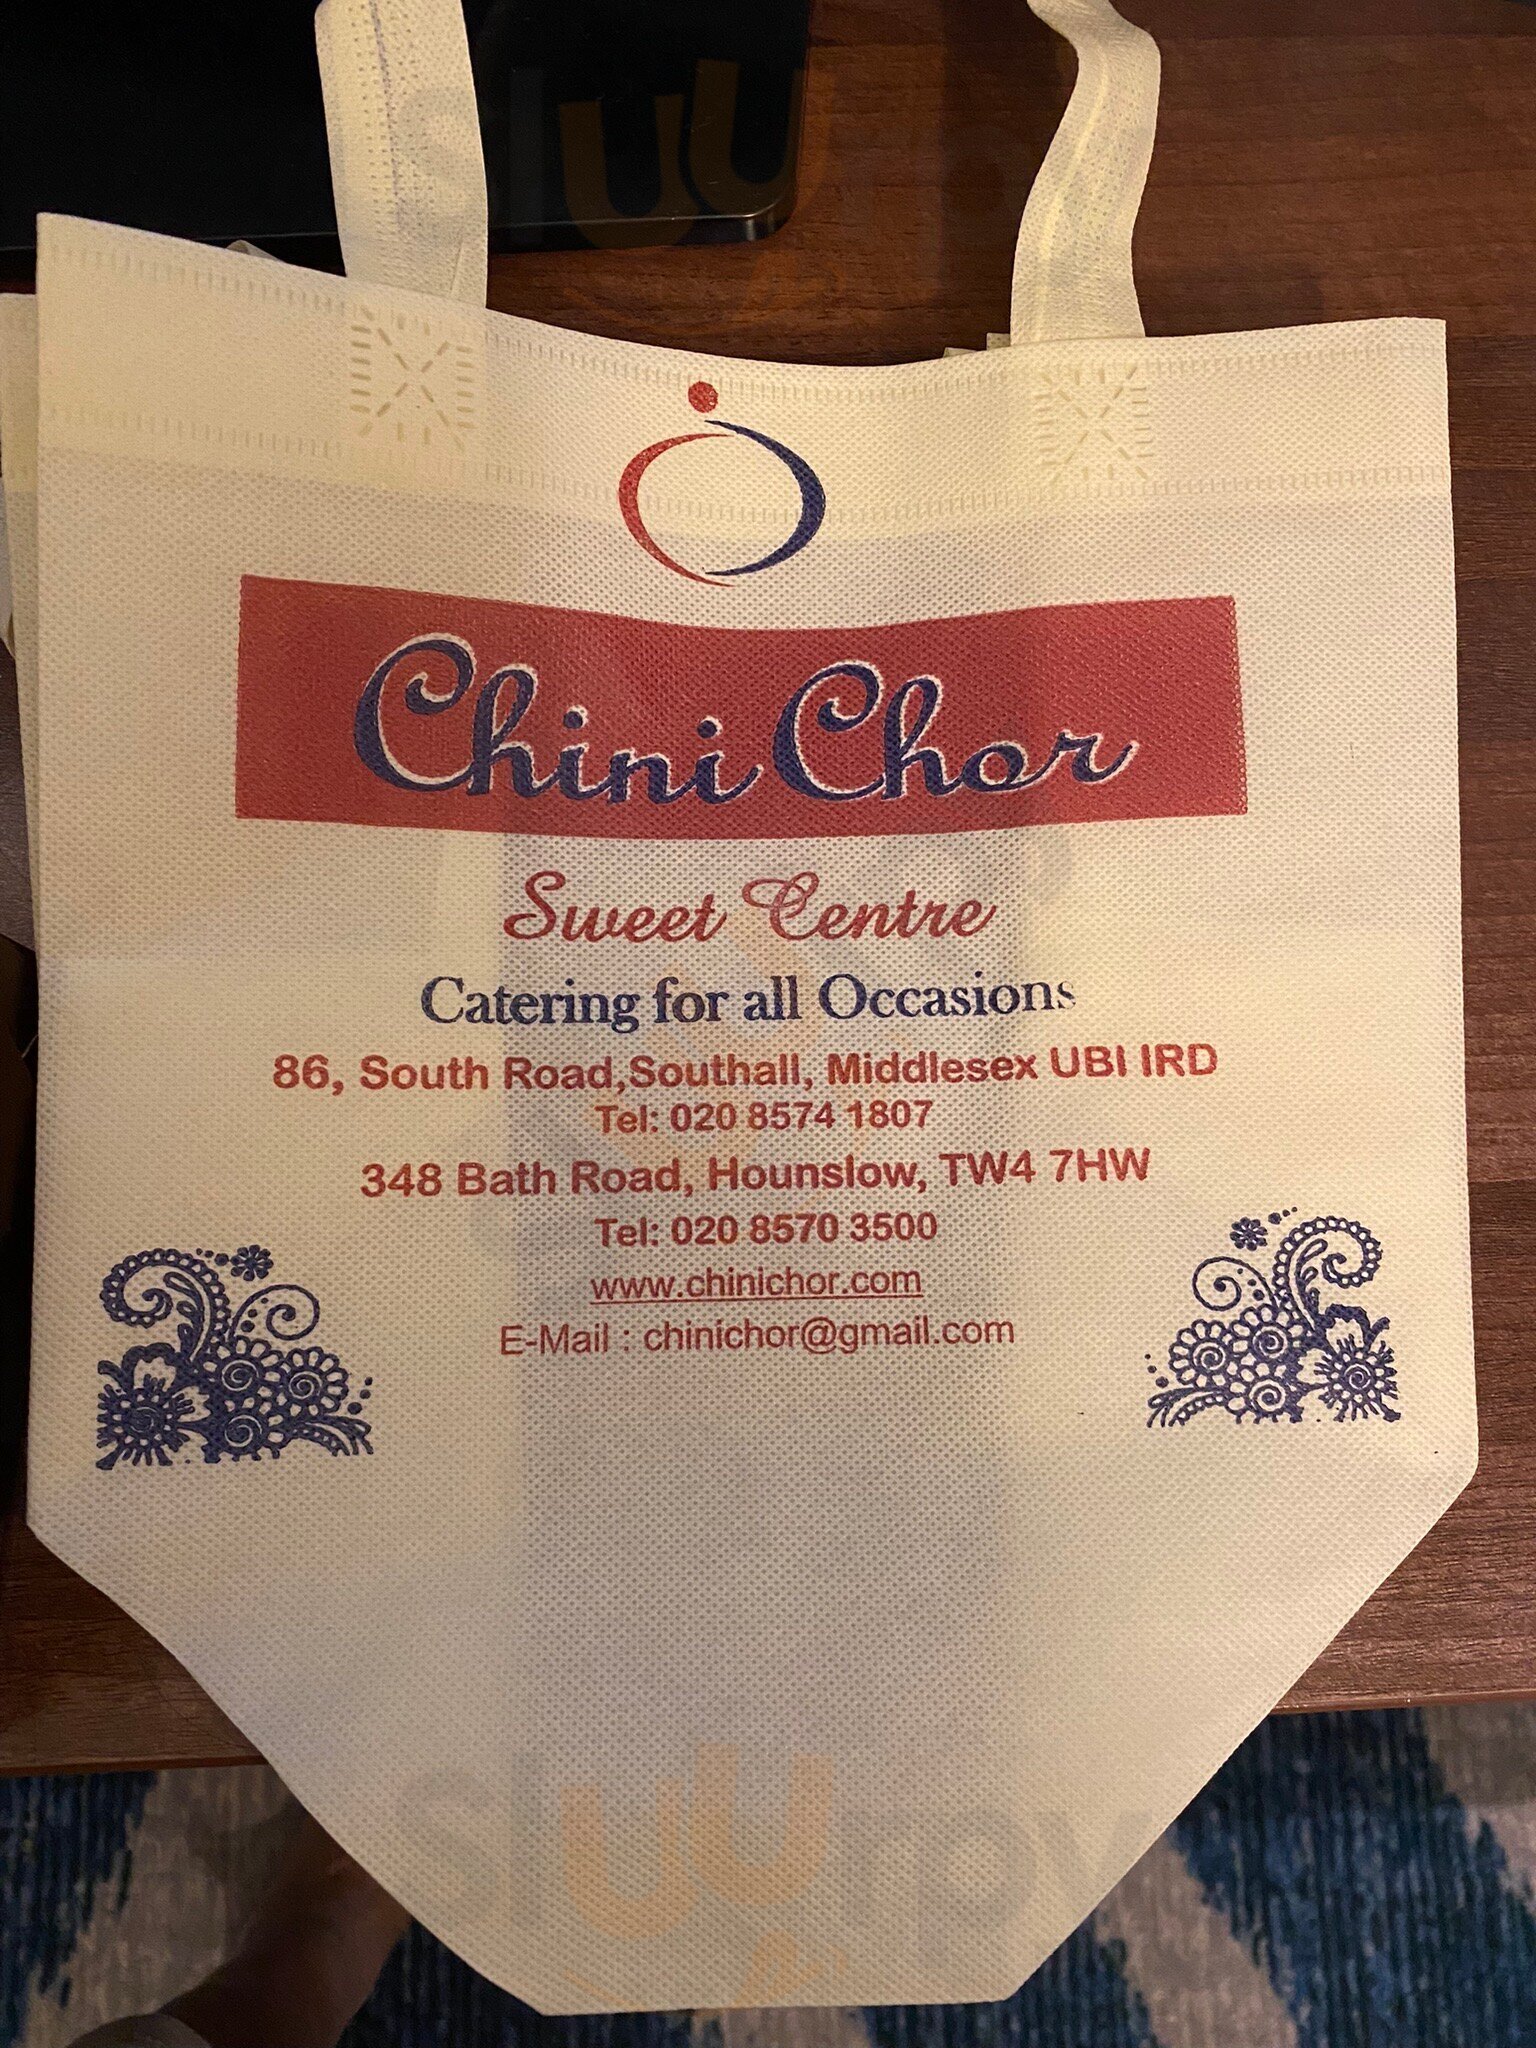 Chini Chor
Sweet Centre
Catering for all Occasions
86, South Road,Southall, Middlesex UBI IRD
Tel: 020 8574 1807
348 Bath Road, Hounslow, TW4 7HW
Tel: 020 8570 3500
www.chinichor.com
E-Mail : chinichor@gmail.com
sluurpy